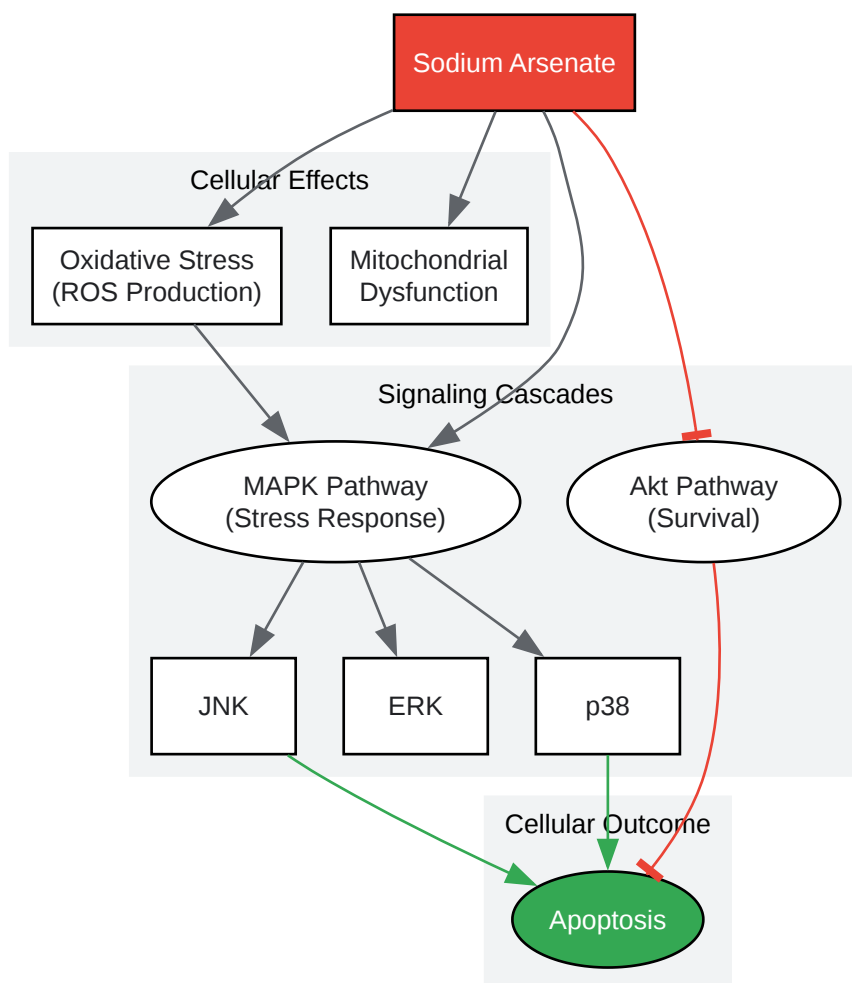 Sodium Arsenate
Cellular Effects
Oxidative Stress
(ROS Production)
Mitochondrial
Dysfunction
Signaling Cascades
MAPK Pathway
(Stress Response)
Akt Pathway
(Survival)
JNK
ERK
p38
Cellular Outcome
Apoptosis